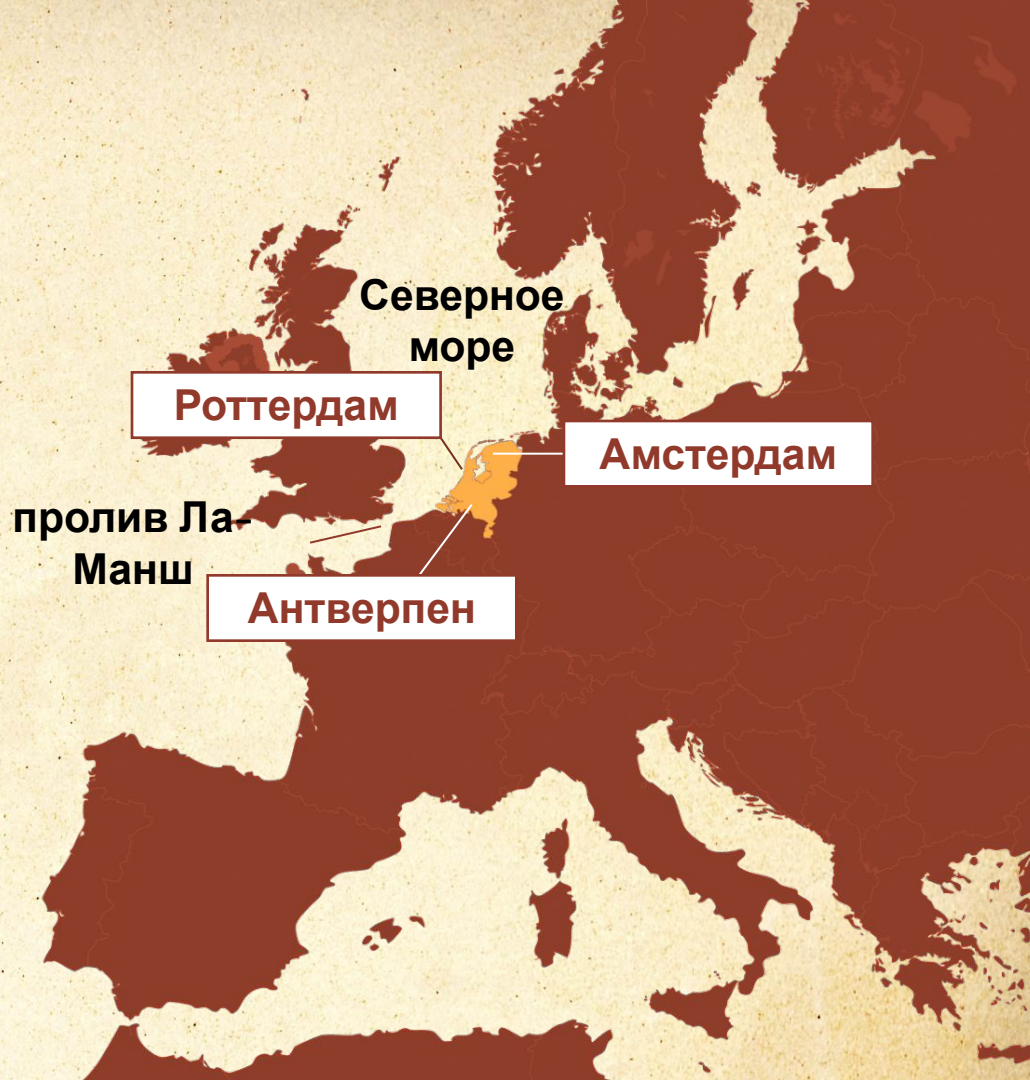 Северное
море
Роттердам
Амстердам
пролив Ла-
Манш
Антверпен